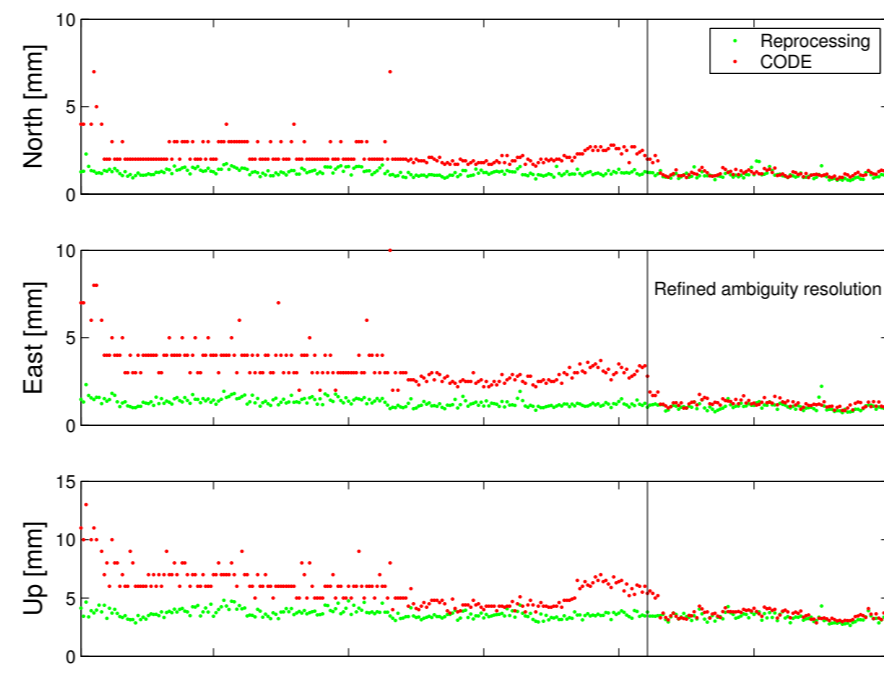 10
5
0
North [mm]
Reprocessing
CODE
10
5
0
East [mm]
Refined ambiguity resolution
15
10
5
0
Up [mm]